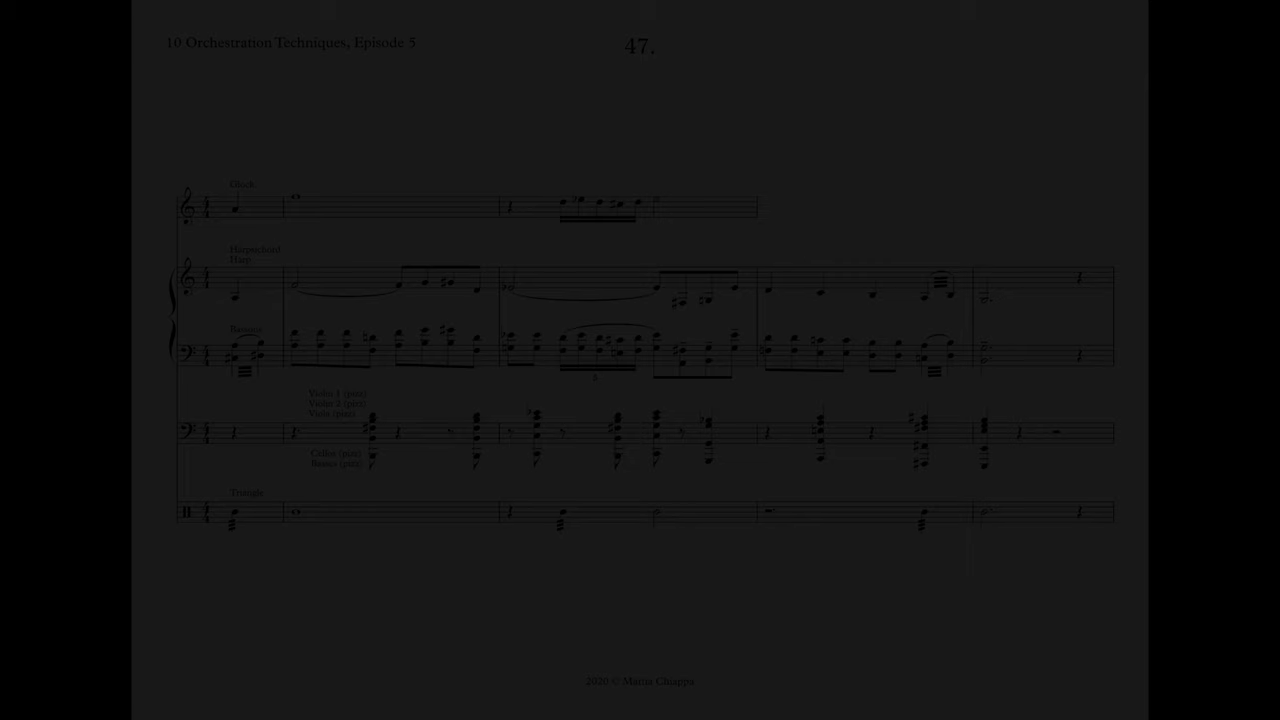 10 Orchestration Techniques, Episode 5
47.
Glock
Harpsichord
Harp
Bassoon
Violin 1 (pizz)
Violin 2 (pizz)
Viola (pizz)
Cellos (pizz)
Basses (pizz)
Triangle
3
2020 © Mattia Chiappa